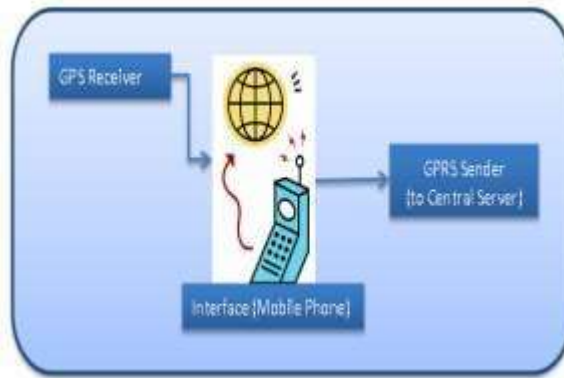 GPS Receiver
GPRS Sender
(to Central Server)
Interface (Mobile Phone)